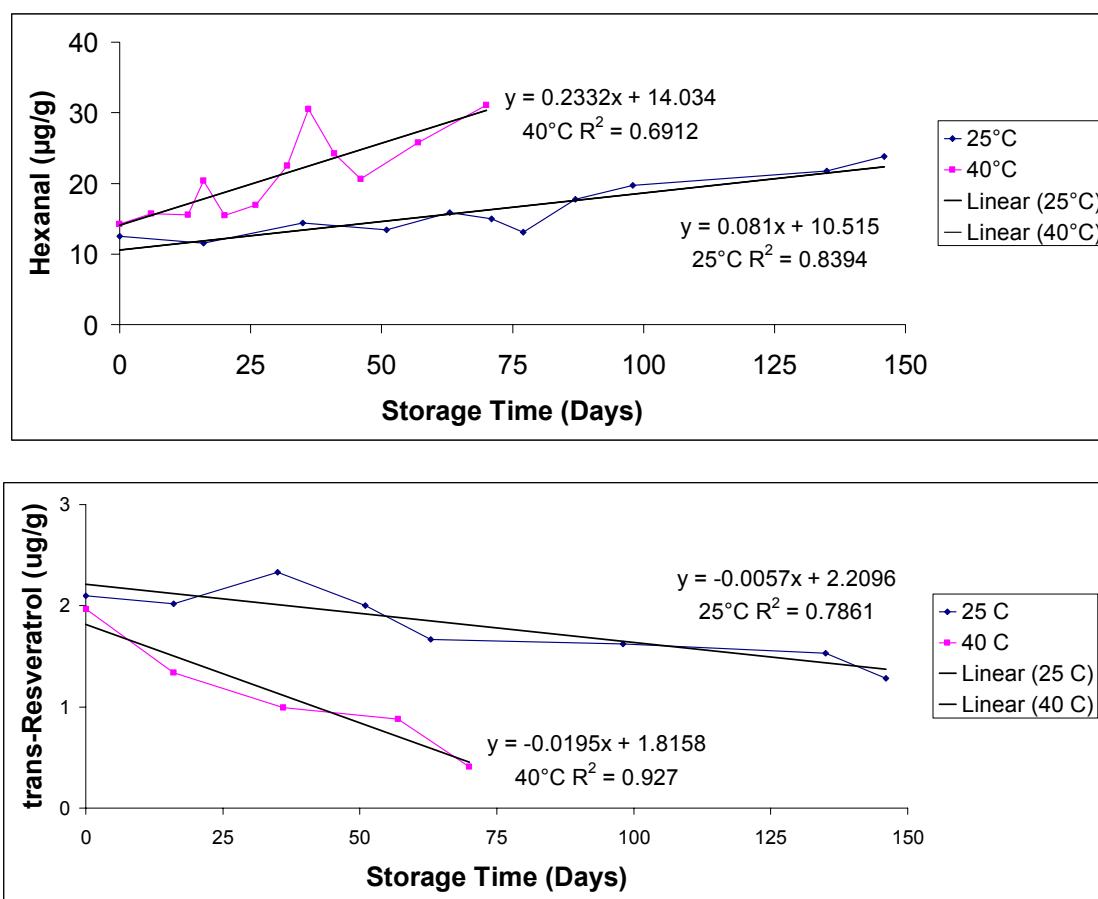 40
30
20
10
0
Hexanal (µg/g)
y = 0.2332x + 14.034
40°C R² = 0.6912
y = 0.081x + 10.515
25°C R² = 0.8394
0 25 50 75 100 125 150
Storage Time (Days)
25°C
40°C
Linear (25°C)
Linear (40°C)
3
2
1
0
trans-Resveratrol (ug/g)
y = -0.0057x + 2.2096
25°C R² = 0.7861
y = -0.0195x + 1.8158
40°C R² = 0.927
0 25 50 75 100 125 150
Storage Time (Days)
25 C
40 C
Linear (25 C)
Linear (40 C)